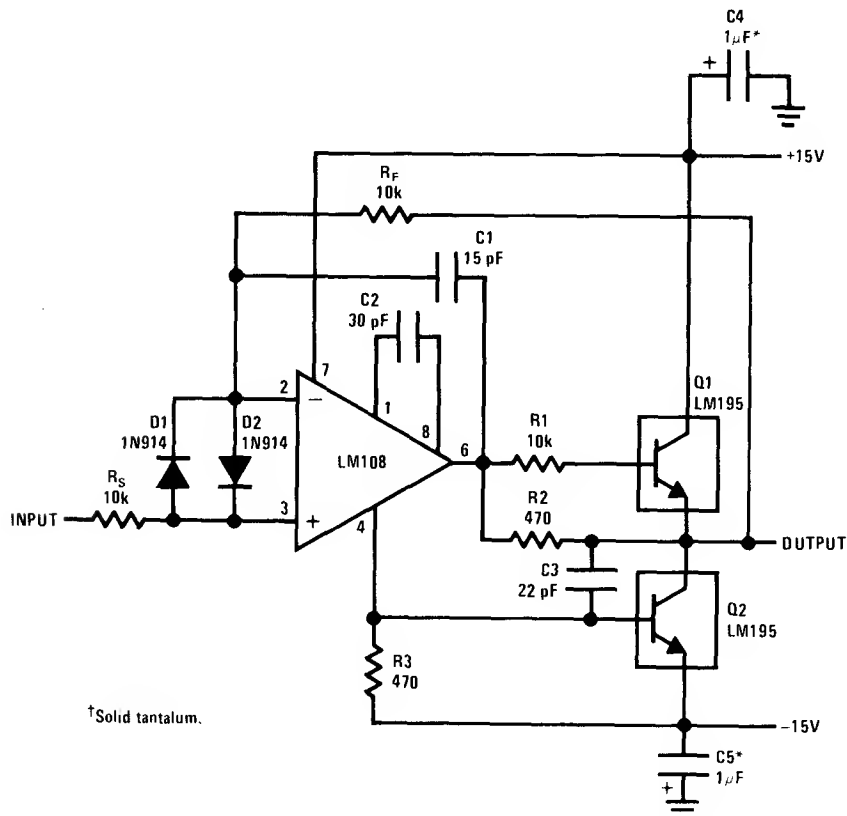 C4
1µF*
+
+15V
RF
10k
C1
15 pF
C2
30 pF
7
Q1
LM195
2
−
1
8
D1
1N914
D2
1N914
LM108
6
R1
10k
RS
10k
INPUT
3
+
4
R2
470
OUTPUT
C3
22 pF
Q2
LM195
R3
470
†Solid tantalum.
−15V
C5*
1µF
+